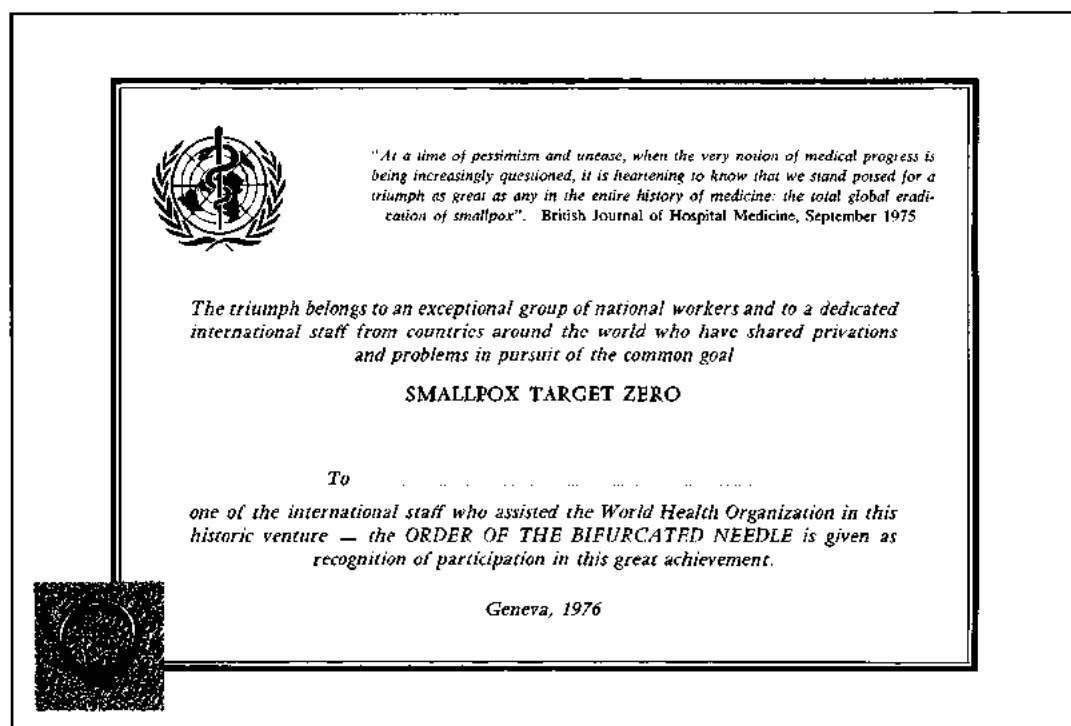 "At a time of pessimism and unease, when the very notion of medical progress is
being increasingly questioned, it is heartening to know that we stand poised for a
triumph as great as any in the entire history of medicine: the total global eradi-
cation of smallpox". British Journal of Hospital Medicine, September 1975
The triumph belongs to an exceptional group of national workers and to a dedicated
international staff from countries around the world who have shared privations
and problems in pursuit of the common goal
SMALLPOX TARGET ZERO
To
one of the international staff who assisted the World Health Organization in this
historic venture — the ORDER OF THE BIFURCATED NEEDLE is given as
recognition of participation in this great achievement.
Geneva, 1976